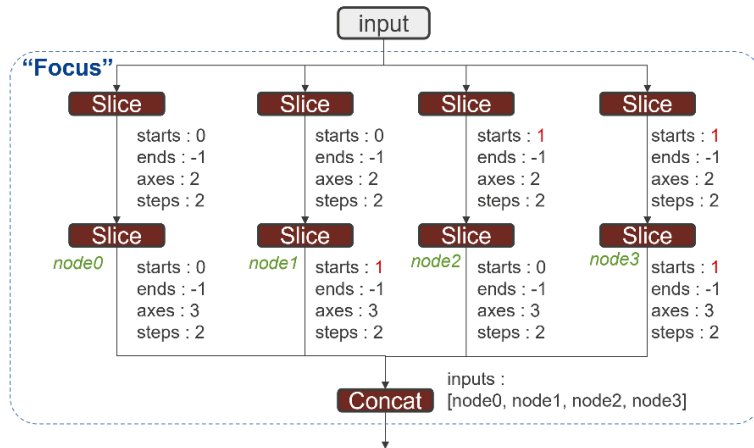 input
“Focus”
Slice
Slice
Slice
Slice
starts : 0
ends : -1
axes : 2
steps : 2
starts : 0
ends : -1
axes : 2
steps : 2
starts : 1
ends : -1
axes : 2
steps : 2
starts : 1
ends : -1
axes : 2
steps : 2
Slice
Slice
Slice
Slice
node0
node1
node2
node3
starts : 0
ends : -1
axes : 3
steps : 2
starts : 1
ends : -1
axes : 3
steps : 2
starts : 0
ends : -1
axes : 3
steps : 2
starts : 1
ends : -1
axes : 3
steps : 2
Concat
inputs :
[node0, node1, node2, node3]